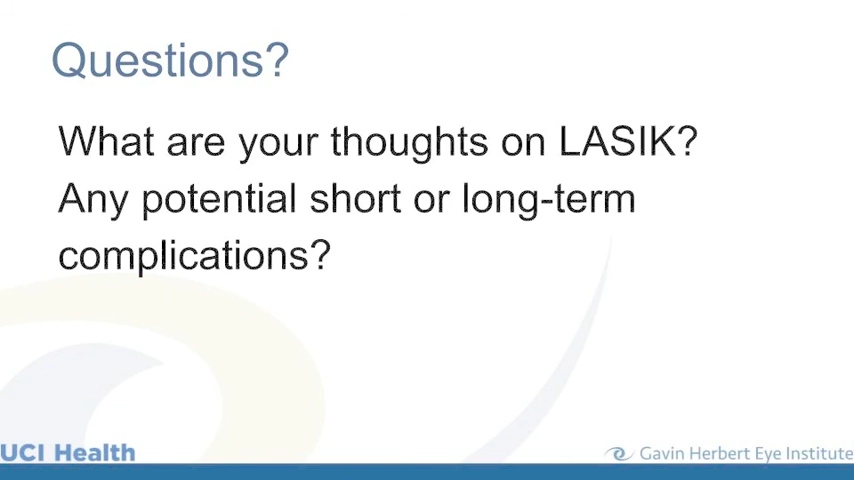 Questions?
What are your thoughts on LASIK?
Any potential short or long-term
complications?
UCI Health
Gavin Herbert Eye Institute